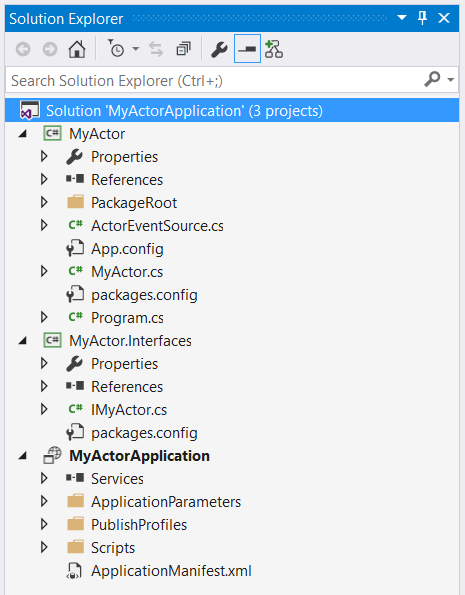 Solution Explorer
Search Solution Explorer (Ctrl+;)
Solution 'MyActorApplication' (3 projects)
C# MyActor
Properties
References
PackageRoot
C# ActorEventSource.cs
App.config
C# MyActor.cs
packages.config
C# Program.cs
C# MyActor.Interfaces
Properties
References
C# IMyActor.cs
packages.config
MyActorApplication
Services
ApplicationParameters
PublishProfiles
Scripts
ApplicationManifest.xml